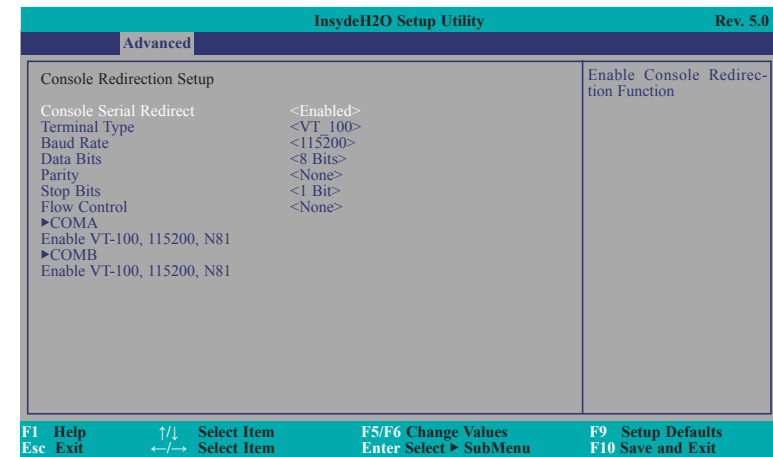 InsydeH2O Setup Utility Rev. 5.0
Advanced
Console Redirection Setup
Console Serial Redirect <Enabled>
Terminal Type <VT_100>
Baud Rate <115200>
Data Bits <8 Bits>
Parity <None>
Stop Bits <1 Bit>
Flow Control <None>
►COMA
Enable VT-100, 115200, N81
►COMB
Enable VT-100, 115200, N81
Enable Console Redirec-
tion Function
F1 Help ↑/↓ Select Item F5/F6 Change Values F9 Setup Defaults
Esc Exit ←/→ Select Item Enter Select ► SubMenu F10 Save and Exit